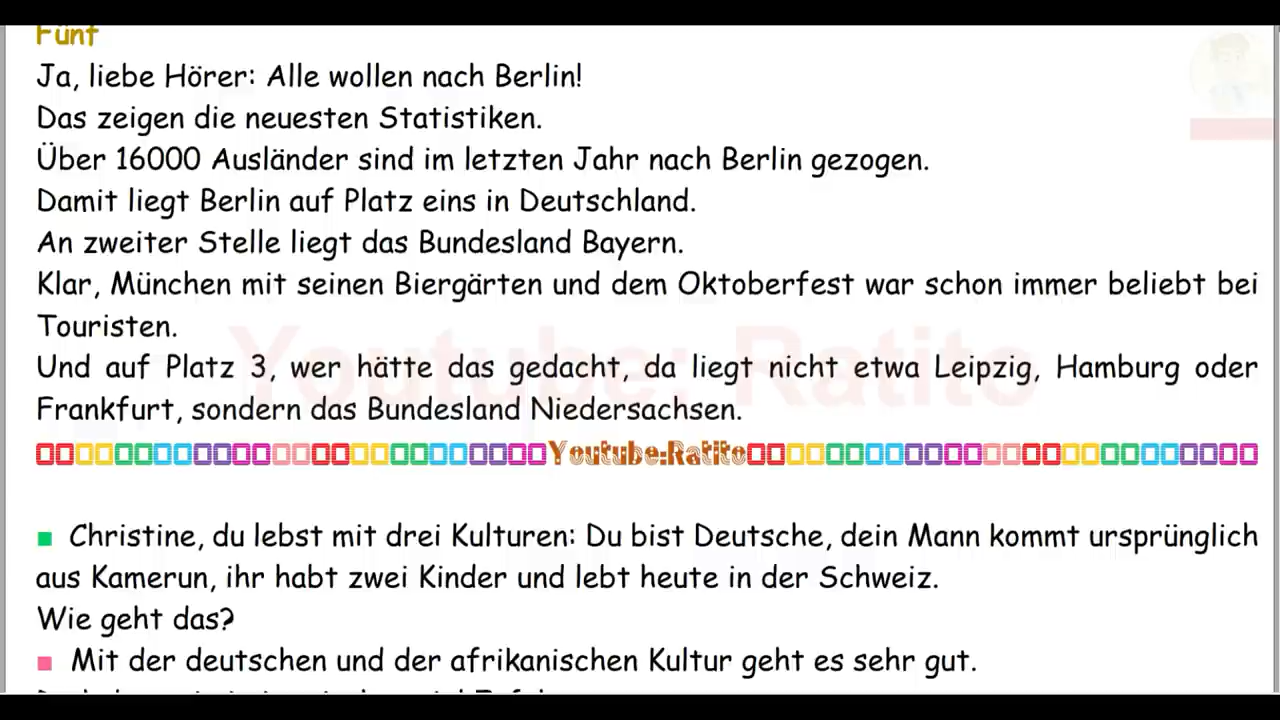 Fünf
Ja, liebe Hörer: Alle wollen nach Berlin!
Das zeigen die neuesten Statistiken.
Über 16000 Ausländer sind im letzten Jahr nach Berlin gezogen.
Damit liegt Berlin auf Platz eins in Deutschland.
An zweiter Stelle liegt das Bundesland Bayern.
Klar, München mit seinen Biergärten und dem Oktoberfest war schon immer beliebt bei
Touristen.
Youtube: Ratito
Und auf Platz 3, wer hätte das gedacht, da liegt nicht etwa Leipzig, Hamburg oder
Frankfurt, sondern das Bundesland Niedersachsen.
Youtube:Ratito
Christine, du lebst mit drei Kulturen: Du bist Deutsche, dein Mann kommt ursprünglich
aus Kamerun, ihr habt zwei Kinder und lebt heute in der Schweiz.
Wie geht das?
Mit der deutschen und der afrikanischen Kultur geht es sehr gut.